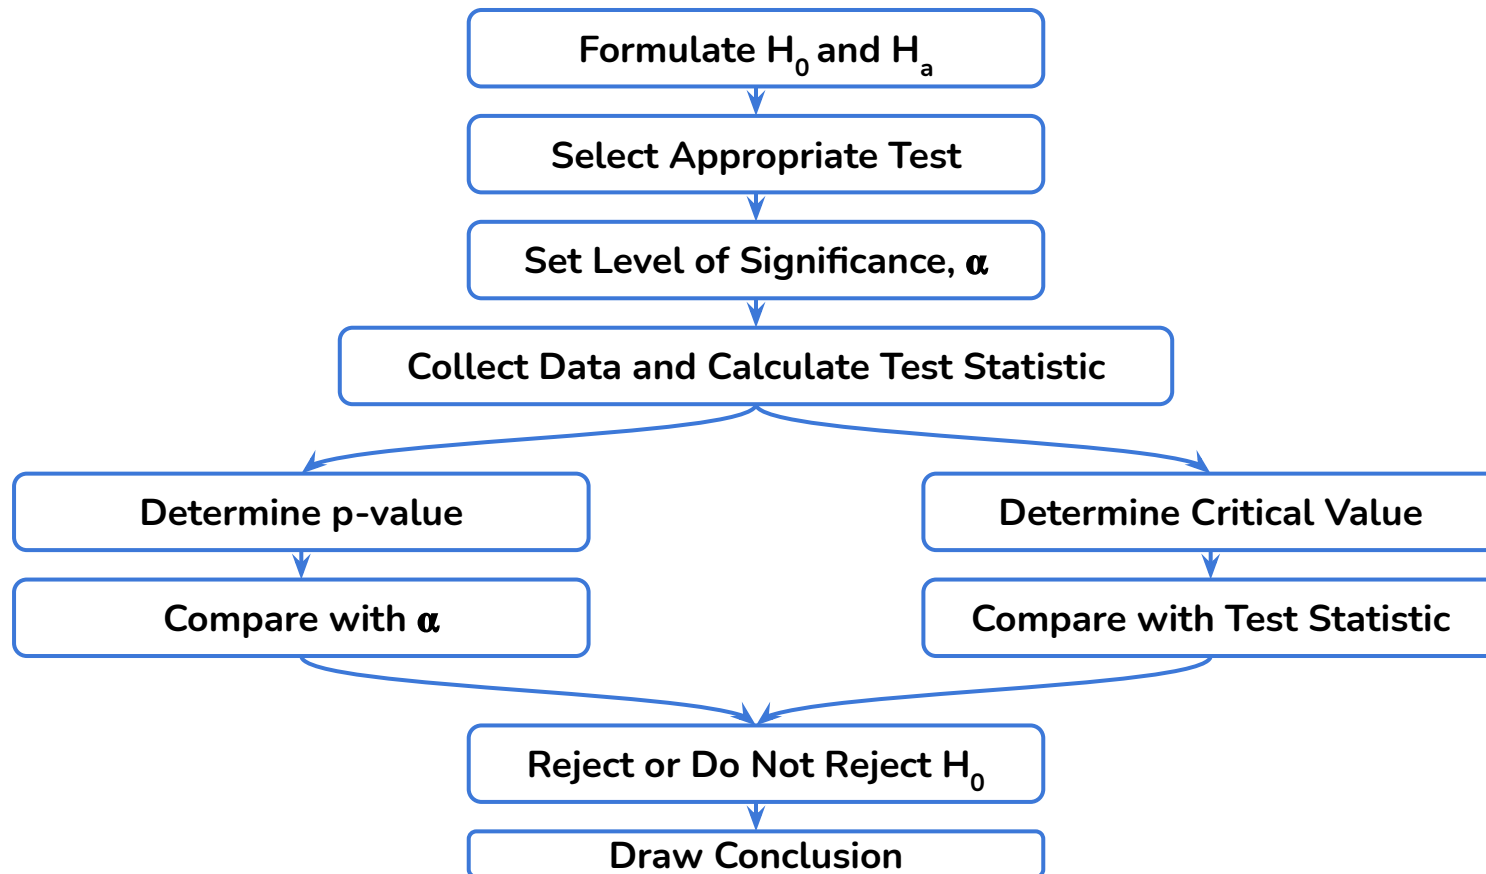 Formulate H₀ and Hₐ
Select Appropriate Test
Set Level of Significance, α
Collect Data and Calculate Test Statistic
Determine p-value
Compare with α
Determine Critical Value
Compare with Test Statistic
Reject or Do Not Reject H₀
Draw Conclusion